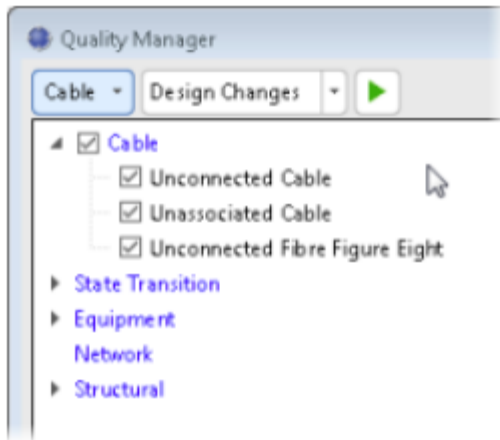 Quality Manager
Cable Design Changes
Cable
Unconnected Cable
Unassociated Cable
Unconnected Fibre Figure Eight
State Transition
Equipment
Network
Structural